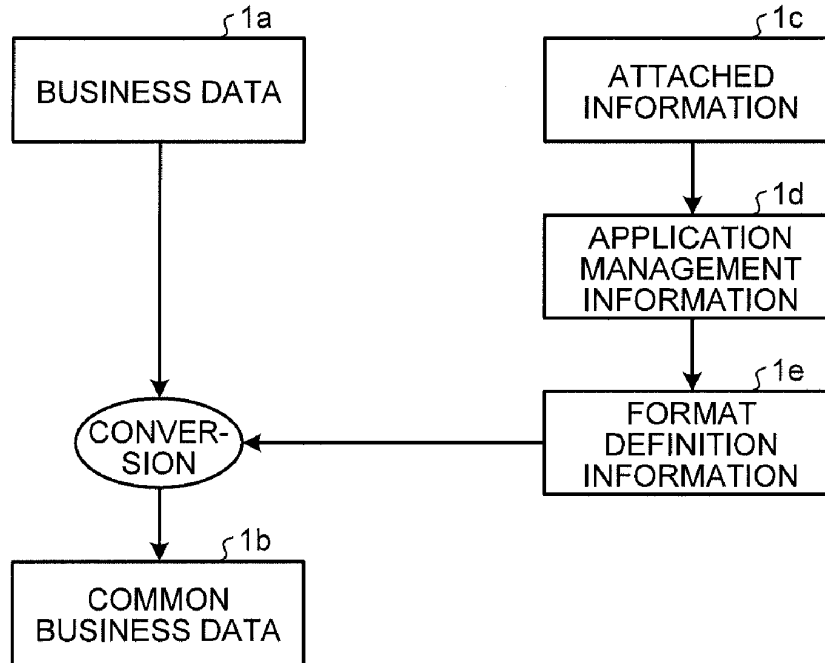 1a
BUSINESS DATA
1c
ATTACHED
INFORMATION
1d
APPLICATION
MANAGEMENT
INFORMATION
1e
FORMAT
DEFINITION
INFORMATION
CONVER-
SION
1b
COMMON
BUSINESS DATA